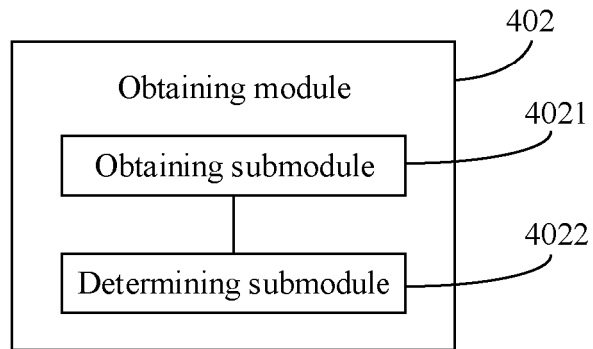 402
Obtaining module
4021
Obtaining submodule
4022
Determining submodule